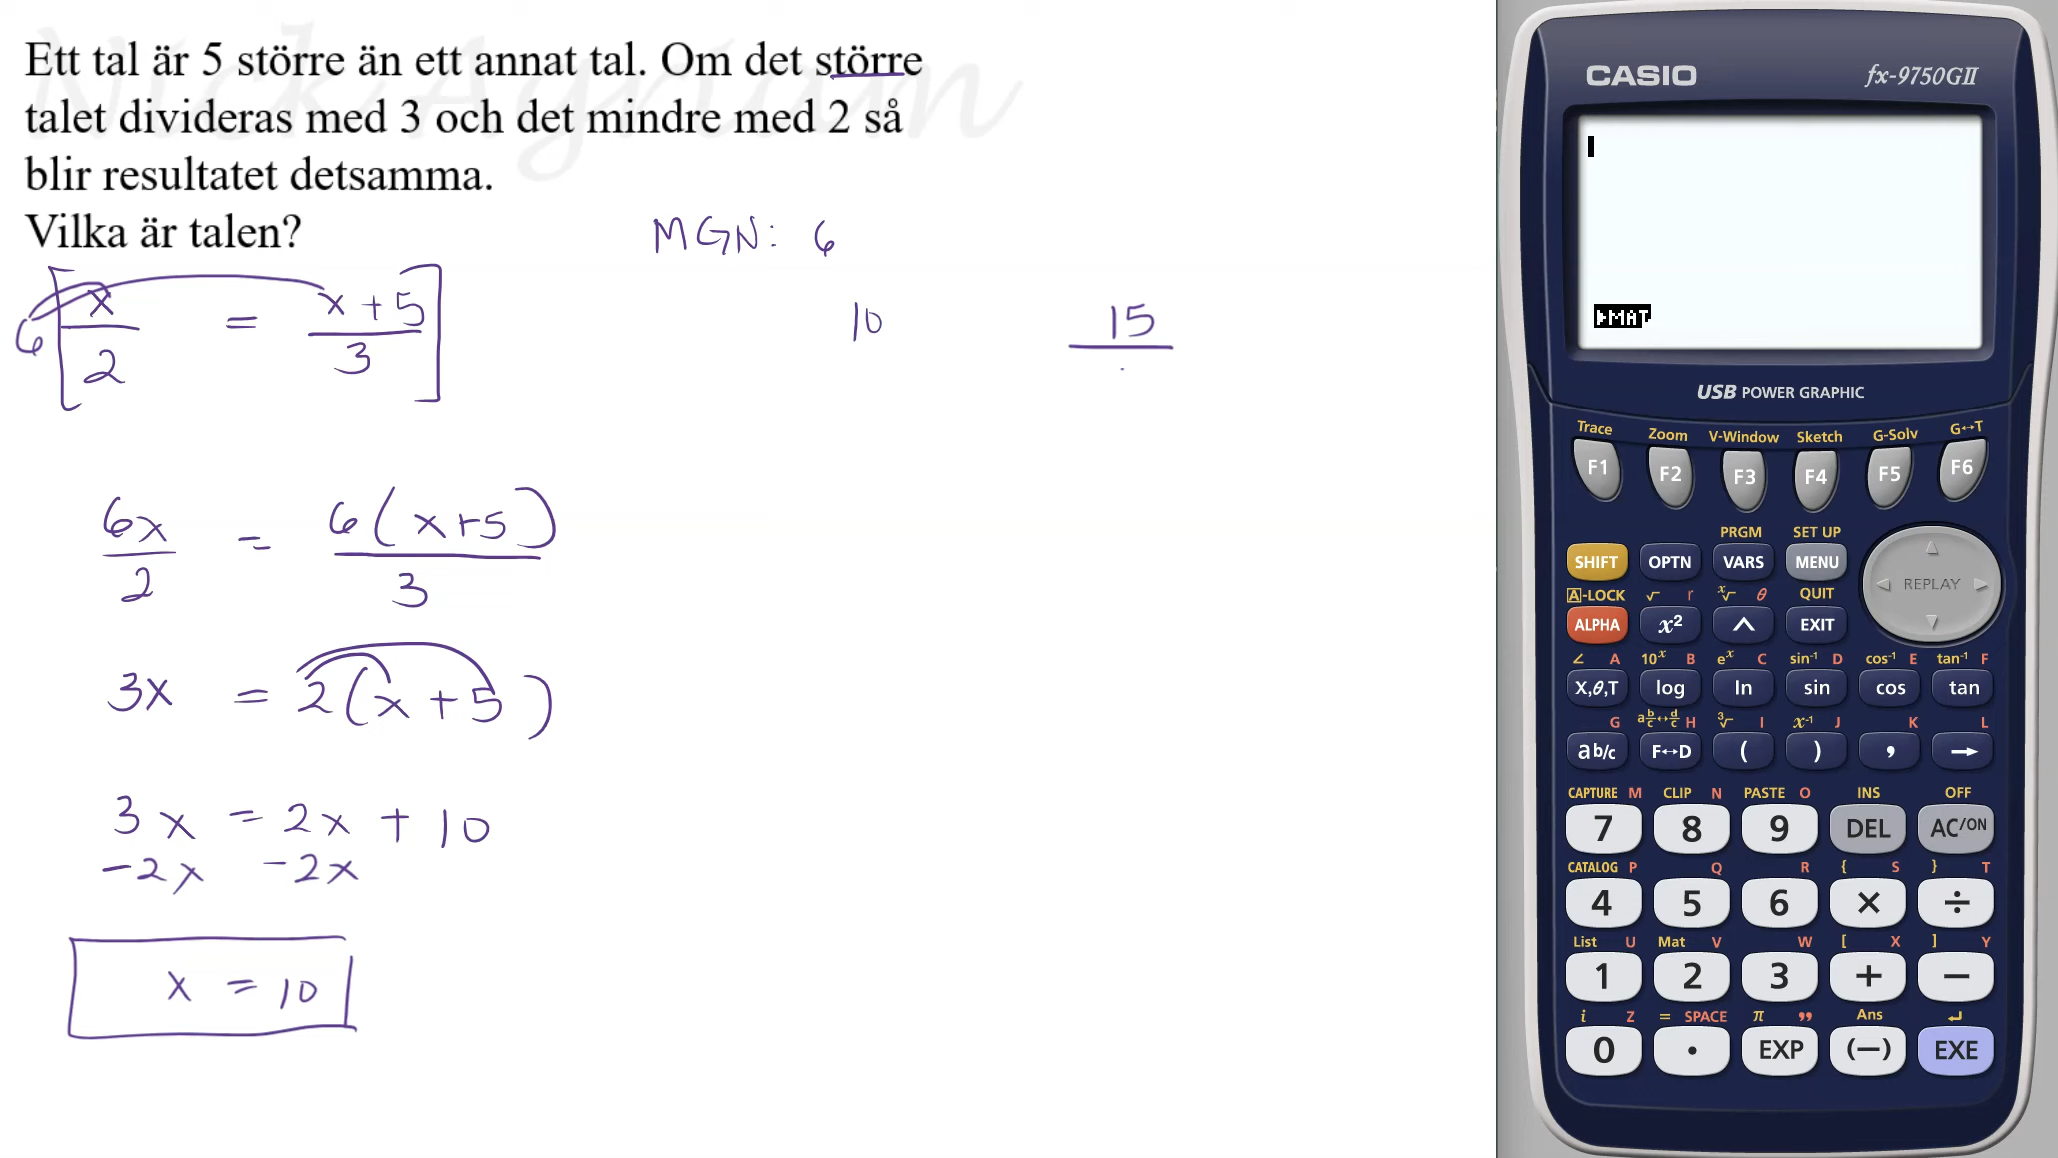 Nick Agnum
Ett tal är 5 större än ett annat tal. Om det större
talet divideras med 3 och det mindre med 2 så
blir resultatet detsamma.
Vilka är talen?
MGN: 6
6[x/2 = x+5/3]
10 15
6x/2 = 6(x+5)/3
3x = 2(x+5)
3x = 2x + 10
-2x -2x
x = 10
CASIO fx-9750GII
▶MAT
USB POWER GRAPHIC
Trace Zoom V-Window Sketch G-Solv G↔T
F1 F2 F3 F4 F5 F6
PRGM SET UP
SHIFT OPTN VARS MENU
REPLAY
A-LOCK √ r ˣ√ θ QUIT
ALPHA x² ^ EXIT
∠ A 10ˣ B eˣ C sin⁻¹ D cos⁻¹ E tan⁻¹ F
X,θ,T log ln sin cos tan
G a b/c↔d/c H ³√ I x⁻¹ J K L
a b/c F↔D ( ) , →
CAPTURE M CLIP N PASTE O INS OFF
7 8 9 DEL AC/ON
CATALOG P Q R { S } T
4 5 6 × ÷
List U Mat V W [ X ] Y
1 2 3 + −
i Z = SPACE π " Ans ↵
0 . EXP (−) EXE